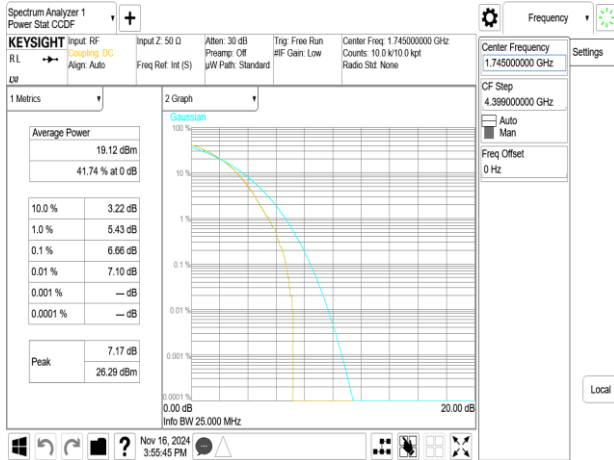 Spectrum Analyzer 1
Power Stat CCDF
Frequency
KEYSIGHT
RL
LXI
Input: RF
Coupling: DC
Align: Auto
Input Z: 50 Ω
Freq Ref: Int (S)
Atten: 30 dB
Preamp: Off
µW Path: Standard
Trig: Free Run
#IF Gain: Low
Center Freq: 1.745000000 GHz
Counts: 10.0 k/10.0 kpt
Radio Std: None
Center Frequency
1.745000000 GHz
Settings
CF Step
4.399000000 GHz
Auto
Man
Freq Offset
0 Hz
Local
1 Metrics
Average Power
19.12 dBm
41.74 % at 0 dB
10.0 % 3.22 dB
1.0 % 5.43 dB
0.1 % 6.66 dB
0.01 % 7.10 dB
0.001 % --- dB
0.0001 % --- dB
Peak
7.17 dB
26.29 dBm
2 Graph
Gaussian
100 %
10 %
1 %
0.1 %
0.01 %
0.001 %
0.0001 %
0.00 dB 20.00 dB
Info BW 25.000 MHz
?
Nov 16, 2024
3:55:45 PM